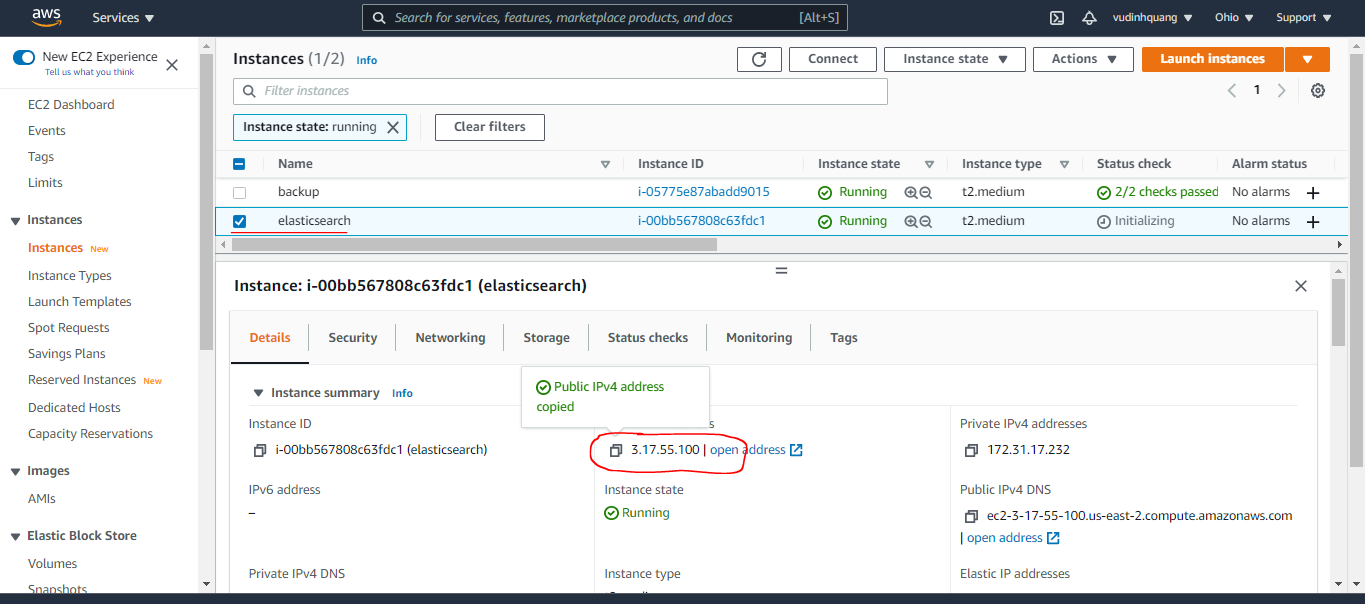 aws Services Search for services, features, marketplace products, and docs [Alt+S] vudinhquang Ohio Support
New EC2 Experience
Tell us what you think
EC2 Dashboard
Events
Tags
Limits
Instances
Instances New
Instance Types
Launch Templates
Spot Requests
Savings Plans
Reserved Instances New
Dedicated Hosts
Capacity Reservations
Images
AMIs
Elastic Block Store
Volumes
Snapshots
Instances (1/2) Info Connect Instance state Actions Launch instances
Filter instances 1
Instance state: running Clear filters
Name Instance ID Instance state Instance type Status check Alarm status
backup i-05775e87abadd9015 Running t2.medium 2/2 checks passed No alarms
elasticsearch i-00bb567808c63fdc1 Running t2.medium Initializing No alarms
Instance: i-00bb567808c63fdc1 (elasticsearch)
Details Security Networking Storage Status checks Monitoring Tags
Public IPv4 address
copied
Instance summary Info
Instance ID
i-00bb567808c63fdc1 (elasticsearch)
3.17.55.100 | open address
Private IPv4 addresses
172.31.17.232
IPv6 address
–
Instance state
Running
Public IPv4 DNS
ec2-3-17-55-100.us-east-2.compute.amazonaws.com
| open address
Private IPv4 DNS
Instance type
Elastic IP addresses